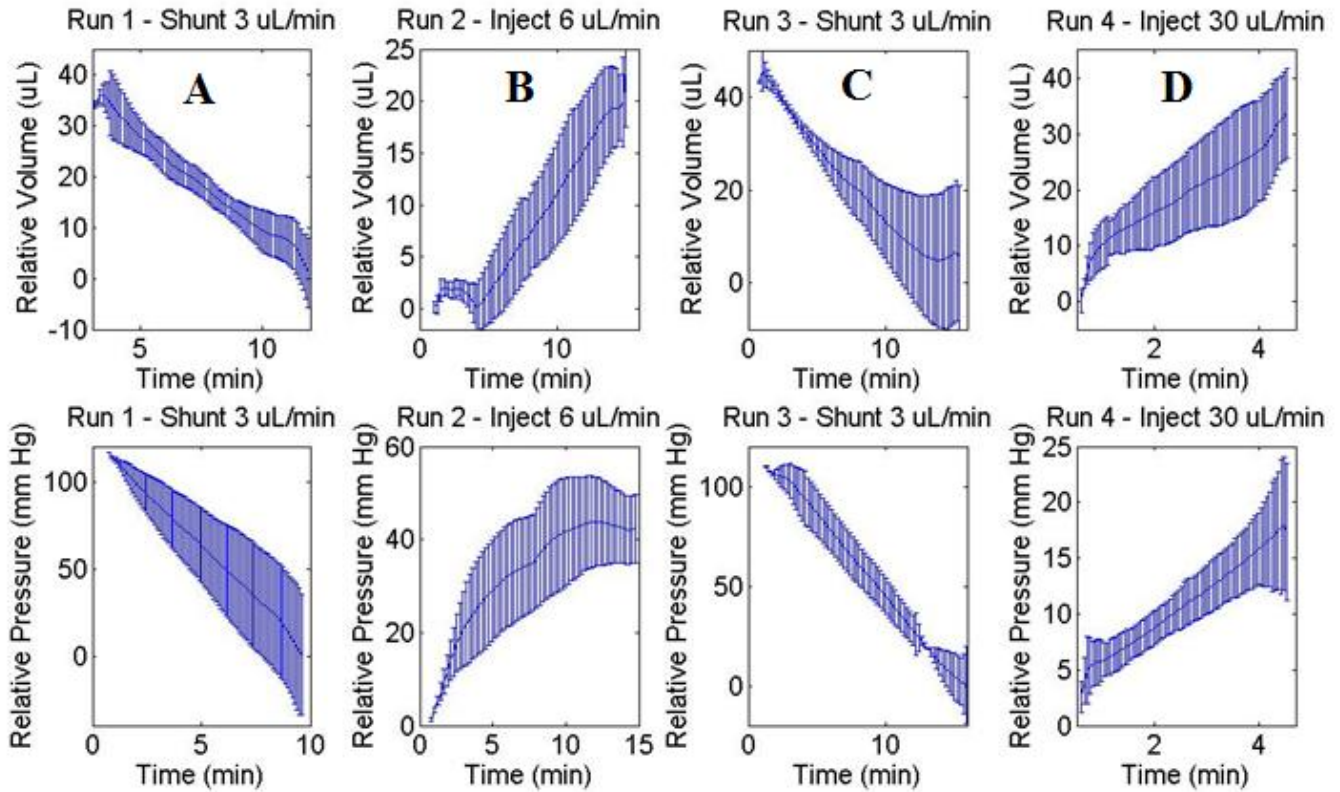 Run 1 - Shunt 3 uL/min
Run 2 - Inject 6 uL/min
Run 3 - Shunt 3 uL/min
Run 4 - Inject 30 uL/min
A
B
C
D
Relative Volume (uL)
40
30
20
10
0
-10
5
10
Time (min)
Relative Volume (uL)
25
20
15
10
5
0
0
10
Time (min)
Relative Volume (uL)
40
20
0
10
Time (min)
Relative Volume (uL)
40
30
20
10
0
2
4
Time (min)
Run 1 - Shunt 3 uL/min
Run 2 - Inject 6 uL/min
Run 3 - Shunt 3 uL/min
Run 4 - Inject 30 uL/min
Relative Pressure (mm Hg)
100
50
0
0
5
10
Time (min)
Relative Pressure (mm Hg)
60
40
20
0
0
5
10
15
Time (min)
Relative Pressure (mm Hg)
100
50
0
10
Time (min)
Relative Pressure (mm Hg)
25
20
15
10
5
0
2
4
Time (min)